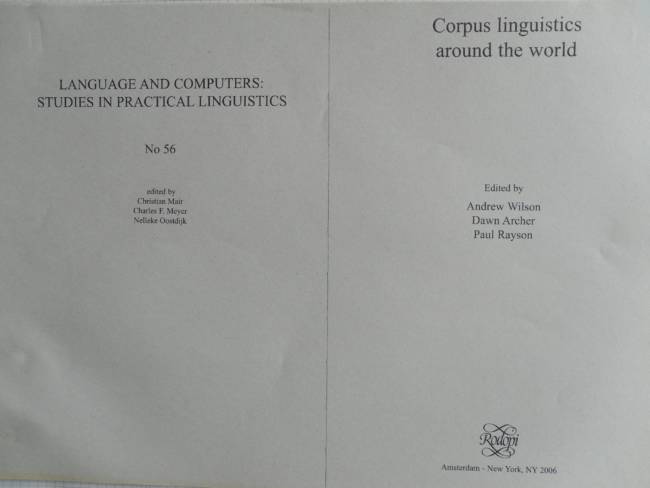 LANGUAGE AND COMPUTERS:
STUDIES IN PRACTICAL LINGUISTICS
No 56
edited by
Christian Mair
Charles F. Meyer
Nelleke Oostdijk
Corpus linguistics
around the world
Edited by
Andrew Wilson
Dawn Archer
Paul Rayson
Rodopi
Amsterdam - New York, NY 2006